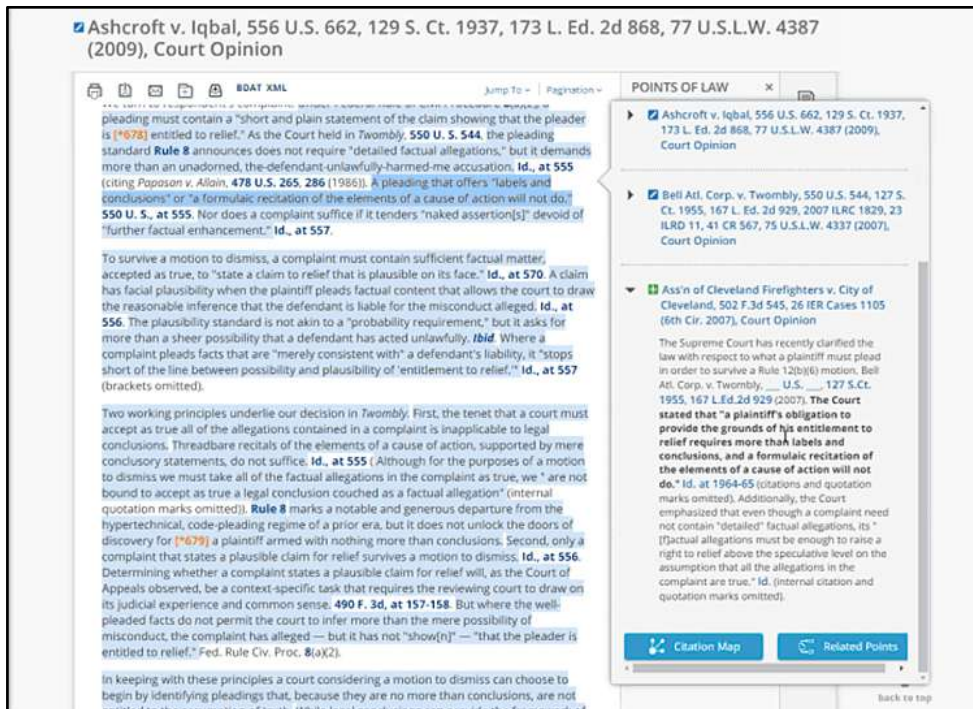 Ashcroft v. Iqbal, 556 U.S. 662, 129 S. Ct. 1937, 173 L. Ed. 2d 868, 77 U.S.L.W. 4387
(2009), Court Opinion
BDAT XML
Jump To
Pagination
We turn to respondent's complaint. Under Federal Rule of Civil Procedure 8(a)(2), a
pleading must contain a "short and plain statement of the claim showing that the pleader
is [*678] entitled to relief." As the Court held in Twombly, 550 U. S. 544, the pleading
standard Rule 8 announces does not require "detailed factual allegations," but it demands
more than an unadorned, the-defendant-unlawfully-harmed-me accusation. Id., at 555
(citing Papasan v. Allain, 478 U.S. 265, 286 (1986)). A pleading that offers "labels and
conclusions" or "a formulaic recitation of the elements of a cause of action will not do."
550 U. S., at 555. Nor does a complaint suffice if it tenders "naked assertion[s]" devoid of
"further factual enhancement." Id., at 557.
To survive a motion to dismiss, a complaint must contain sufficient factual matter,
accepted as true, to "state a claim to relief that is plausible on its face." Id., at 570. A claim
has facial plausibility when the plaintiff pleads factual content that allows the court to draw
the reasonable inference that the defendant is liable for the misconduct alleged. Id., at
556. The plausibility standard is not akin to a "probability requirement," but it asks for
more than a sheer possibility that a defendant has acted unlawfully. Ibid. Where a
complaint pleads facts that are "merely consistent with" a defendant's liability, it "stops
short of the line between possibility and plausibility of 'entitlement to relief.'" Id., at 557
(brackets omitted).
Two working principles underlie our decision in Twombly. First, the tenet that a court must
accept as true all of the allegations contained in a complaint is inapplicable to legal
conclusions. Threadbare recitals of the elements of a cause of action, supported by mere
conclusory statements, do not suffice. Id., at 555 ( Although for the purposes of a motion
to dismiss we must take all of the factual allegations in the complaint as true, we " are not
bound to accept as true a legal conclusion couched as a factual allegation" (internal
quotation marks omitted)). Rule 8 marks a notable and generous departure from the
hypertechnical, code-pleading regime of a prior era, but it does not unlock the doors of
discovery for [*679] a plaintiff armed with nothing more than conclusions. Second, only a
complaint that states a plausible claim for relief survives a motion to dismiss. Id., at 556.
Determining whether a complaint states a plausible claim for relief will, as the Court of
Appeals observed, be a context-specific task that requires the reviewing court to draw on
its judicial experience and common sense. 490 F. 3d, at 157-158. But where the well-
pleaded facts do not permit the court to infer more than the mere possibility of
misconduct, the complaint has alleged — but it has not "show[n]" — "that the pleader is
entitled to relief." Fed. Rule Civ. Proc. 8(a)(2).
In keeping with these principles a court considering a motion to dismiss can choose to
begin by identifying pleadings that, because they are no more than conclusions, are not
POINTS OF LAW ×
Ashcroft v. Iqbal, 556 U.S. 662, 129 S. Ct. 1937,
173 L. Ed. 2d 868, 77 U.S.L.W. 4387 (2009),
Court Opinion
Bell Atl. Corp. v. Twombly, 550 U.S. 544, 127 S.
Ct. 1955, 167 L. Ed. 2d 929, 2007 ILRC 1829, 23
ILRD 11, 41 CR 567, 75 U.S.L.W. 4337 (2007),
Court Opinion
Ass'n of Cleveland Firefighters v. City of
Cleveland, 502 F.3d 545, 26 IER Cases 1105
(6th Cir. 2007), Court Opinion
The Supreme Court has recently clarified the
law with respect to what a plaintiff must plead
in order to survive a Rule 12(b)(6) motion. Bell
Atl. Corp. v. Twombly, ___ U.S. ___, 127 S.Ct.
1955, 167 L.Ed.2d 929 (2007). The Court
stated that "a plaintiff's obligation to
provide the grounds of his entitlement to
relief requires more than labels and
conclusions, and a formulaic recitation of
the elements of a cause of action will not
do." Id. at 1964-65 (citations and quotation
marks omitted). Additionally, the Court
emphasized that even though a complaint need
not contain "detailed" factual allegations, its "
[f]actual allegations must be enough to raise a
right to relief above the speculative level on the
assumption that all the allegations in the
complaint are true." Id. (internal citation and
quotation marks omitted).
Citation Map
Related Points
back to top